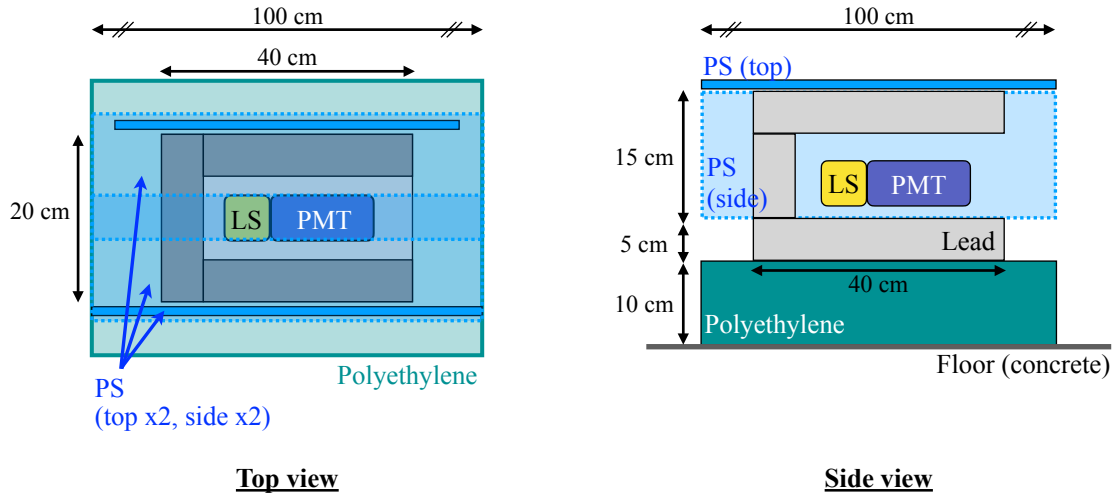 100 cm
40 cm
20 cm
LS
PMT
Polyethylene
PS
(top x2, side x2)
Top view
100 cm
PS (top)
15 cm
PS
(side)
LS
PMT
5 cm
Lead
40 cm
10 cm
Polyethylene
Floor (concrete)
Side view